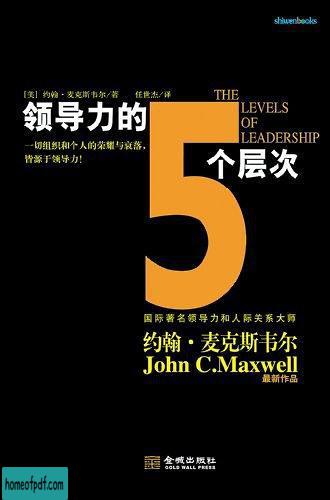 shiwenbooks
[美] 约翰·麦克斯韦尔/著 任世杰/译
领导力的
5
THE
LEVELS
OF
LEADERSHIP
个层次
一切组织和个人的荣耀与衰落,
皆源于领导力!
国际著名领导力和人际关系大师
约翰·麦克斯韦尔
John C.Maxwell
最新作品
金城出版社
GOLD WALL PRESS
homeofpdf.com